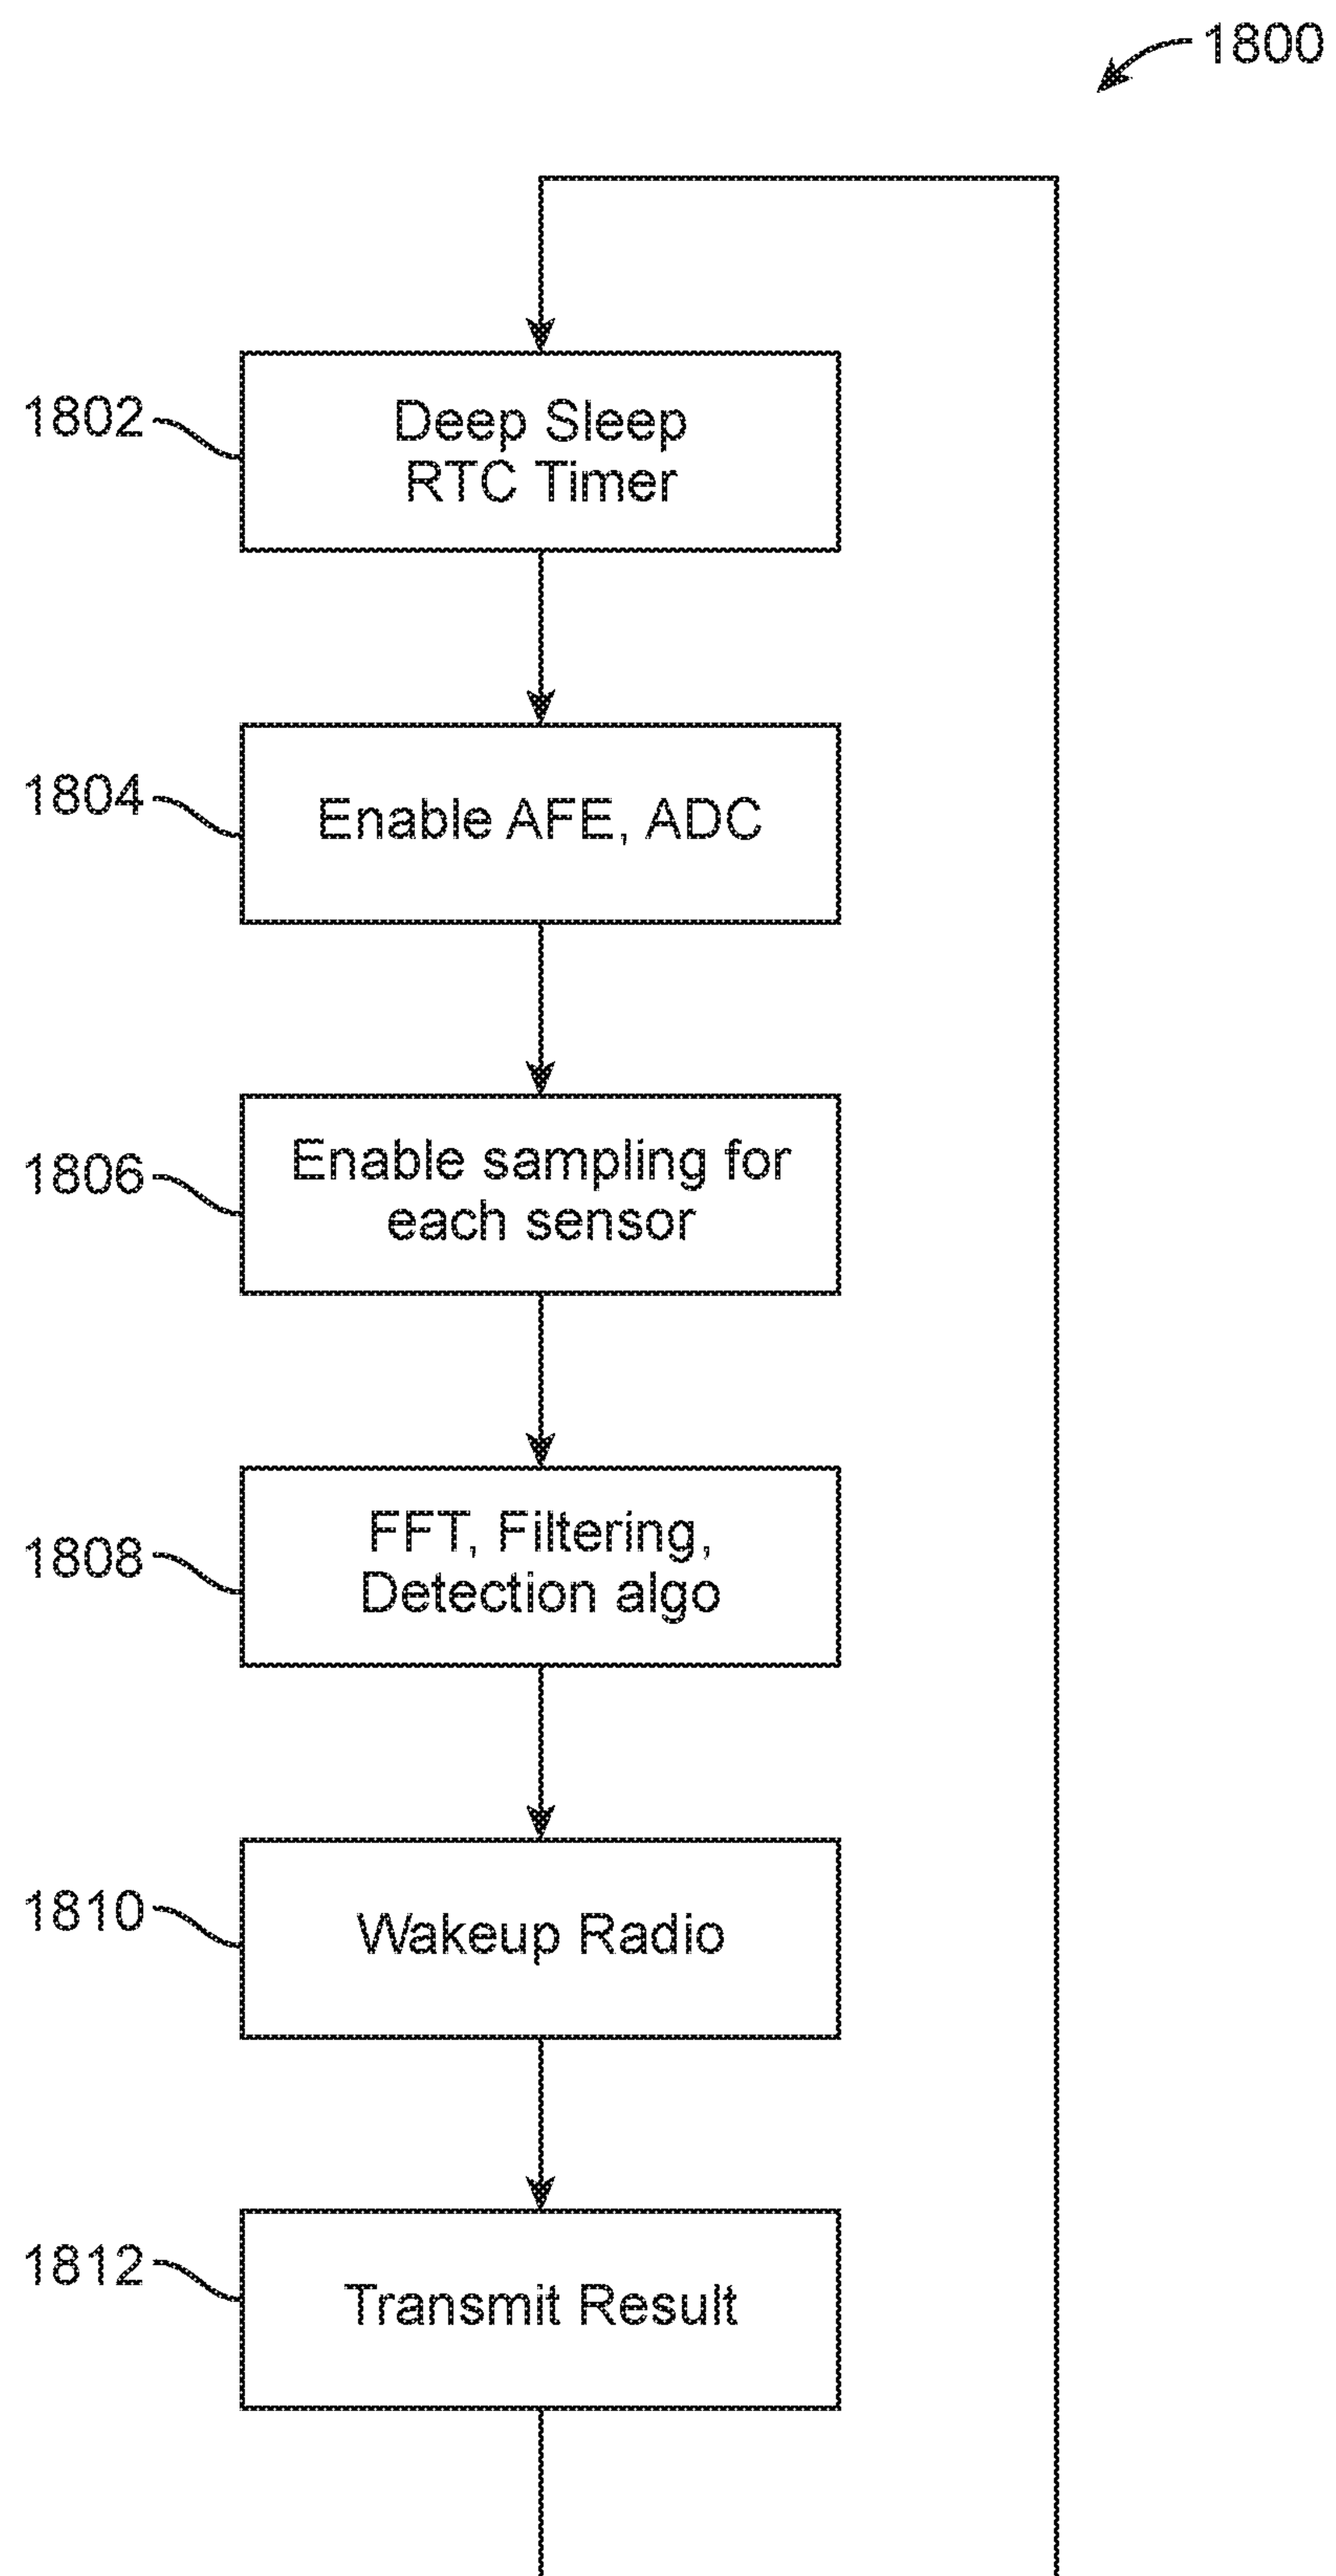 1800
1802
Deep Sleep
RTC Timer
1804
Enable AFE, ADC
1806
Enable sampling for
each sensor
1808
FFT, Filtering,
Detection algo
1810
Wakeup Radio
1812
Transmit Result